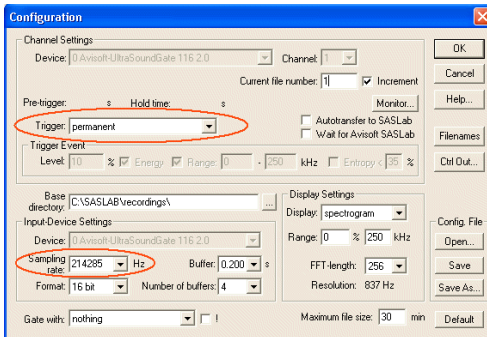 Configuration
Channel Settings
Device: 0 Avisoft-UltraSoundGate 116 2.0 Channel: 1
Current file number: 1 Increment
Pre-trigger: s Hold time: s Monitor...
Trigger: permanent
Autotransfer to SASLab
Wait for Avisoft SASLab
Trigger Event
Level: 10 % Energy Range: 0 - 250 kHz Entropy < 35 %
Base directory: C:\SASLAB\recordings\ ...
Input-Device Settings
Device: 0 Avisoft-UltraSoundGate 116 2.0
Sampling rate: 214285 Hz Buffer: 0.200 s
Format: 16 bit Number of buffers: 4
Gate with: nothing !
Display Settings
Display: spectrogram
Range: 0 % 250 kHz
FFT-length: 256
Resolution: 837 Hz
Maximum file size: 30 min
OK
Cancel
Help...
Filenames
Ctrl Out...
Config. File
Open...
Save
Save As...
Default